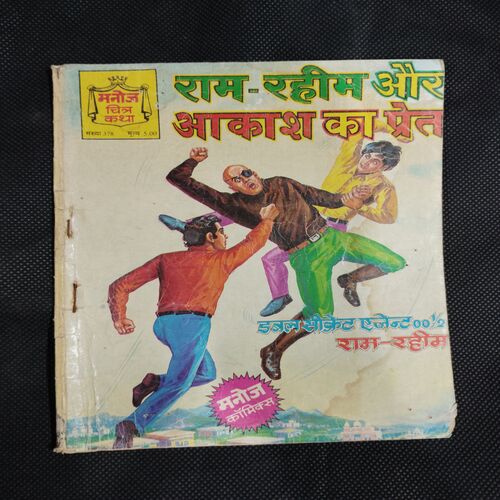 मनोज
चित्र
कथा
संख्या 378 मूल्य 5.00
राम-रहीम और
आकाश का प्रेत
डबल सीक्रेट एजेन्ट 00½
राम-रहीम
मनोज
कॉमिक्स